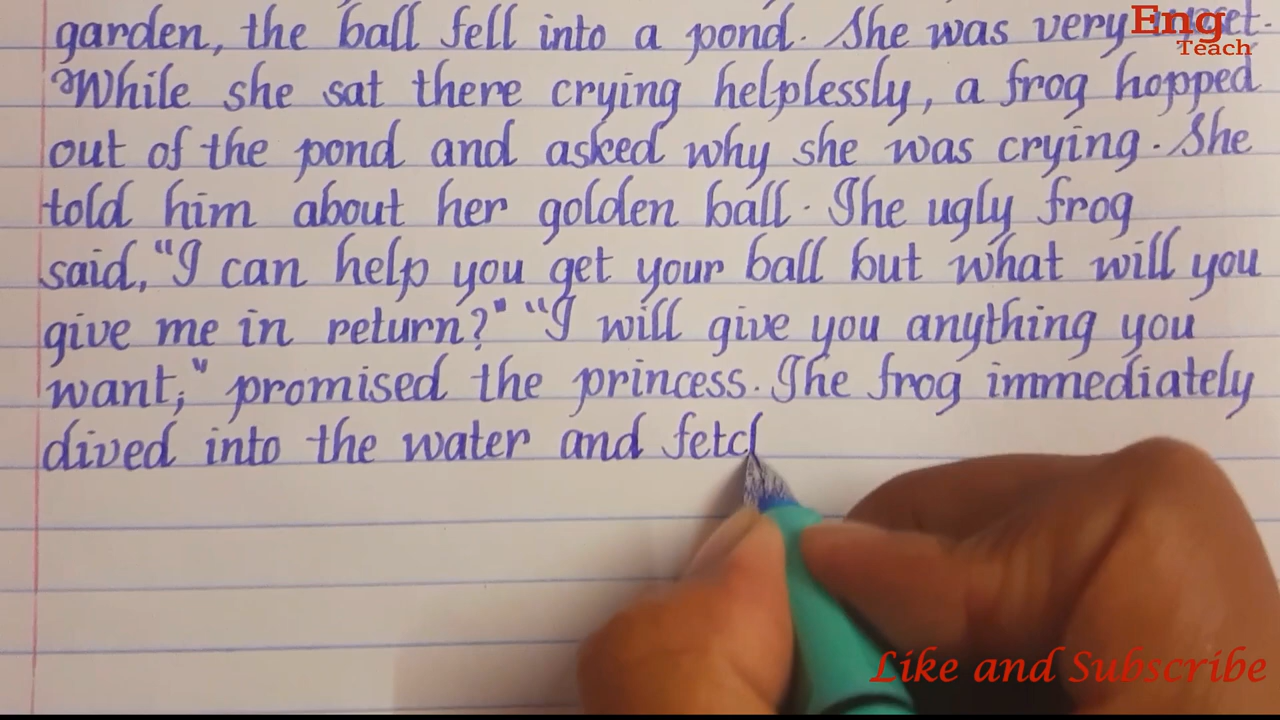 garden, the ball fell into a pond. She was very
While she sat there crying helplessly, a frog hopped
out of the pond and asked why she was crying. She
told him about her golden ball. The ugly frog
said, "I can help you get your ball but what will you
give me in return?" "I will give you anything you
want," promised the princess. The frog immediately
dived into the water and fetch
Eng
Teach
Like and Subscribe